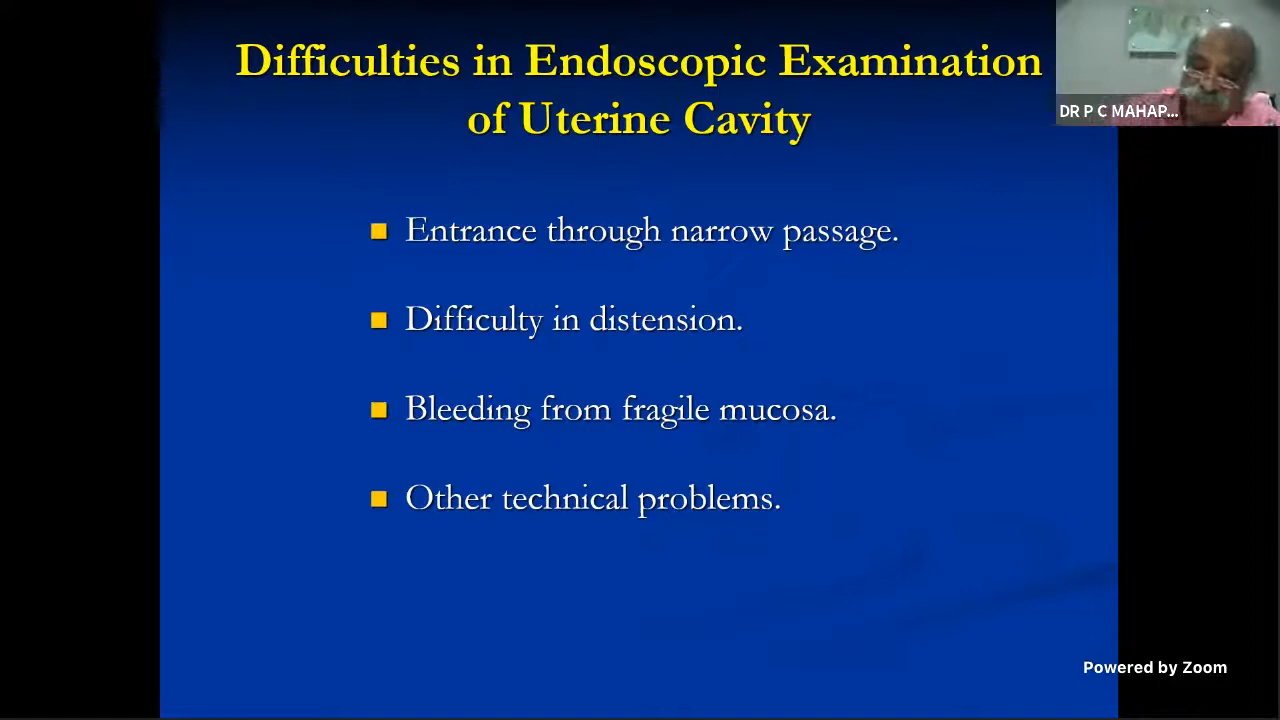 Difficulties in Endoscopic Examination
of Uterine Cavity
DR P C MAHAP...
Entrance through narrow passage.
Difficulty in distension.
Bleeding from fragile mucosa.
Other technical problems.
Powered by Zoom